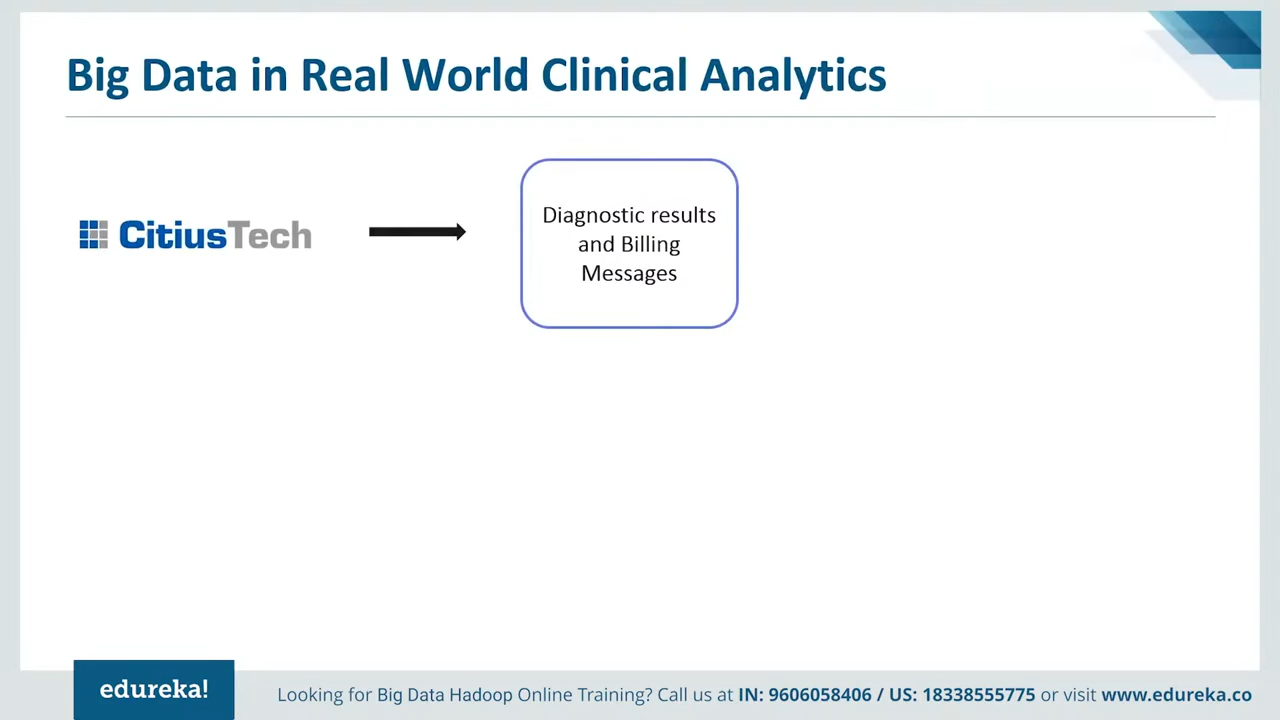 Big Data in Real World Clinical Analytics
CitiusTech
Diagnostic results
and Billing
Messages
edureka!
Looking for Big Data Hadoop Online Training? Call us at IN: 9606058406 / US: 18338555775 or visit www.edureka.co